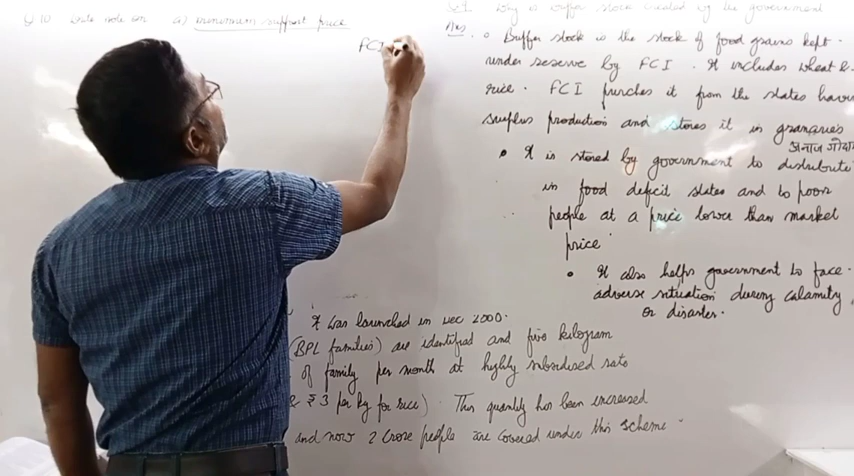 Q 10 Write note on a) Minimum support price
FCI
Q 9. Why is buffer stock created by the government
Ans.
Buffer stock is the stock of food grains kept
under reserve by FCI. It includes wheat &
rice. FCI purches it from the states havin
surplus production and stores it in granaries
अनाज गोदाम
It is stored by government to distribute
in food deficit states and to poor
people at a price lower than market
price
It also helps government to face
adverse situation during calamity
or disaster.
It was launched in Dec 2000.
(BPL families) are identified and five kilogram
of family per month at highly subsidised rate
& ₹ 3 per kg for rice) This quantity has been increased
and now 2 crore people are covered under this scheme